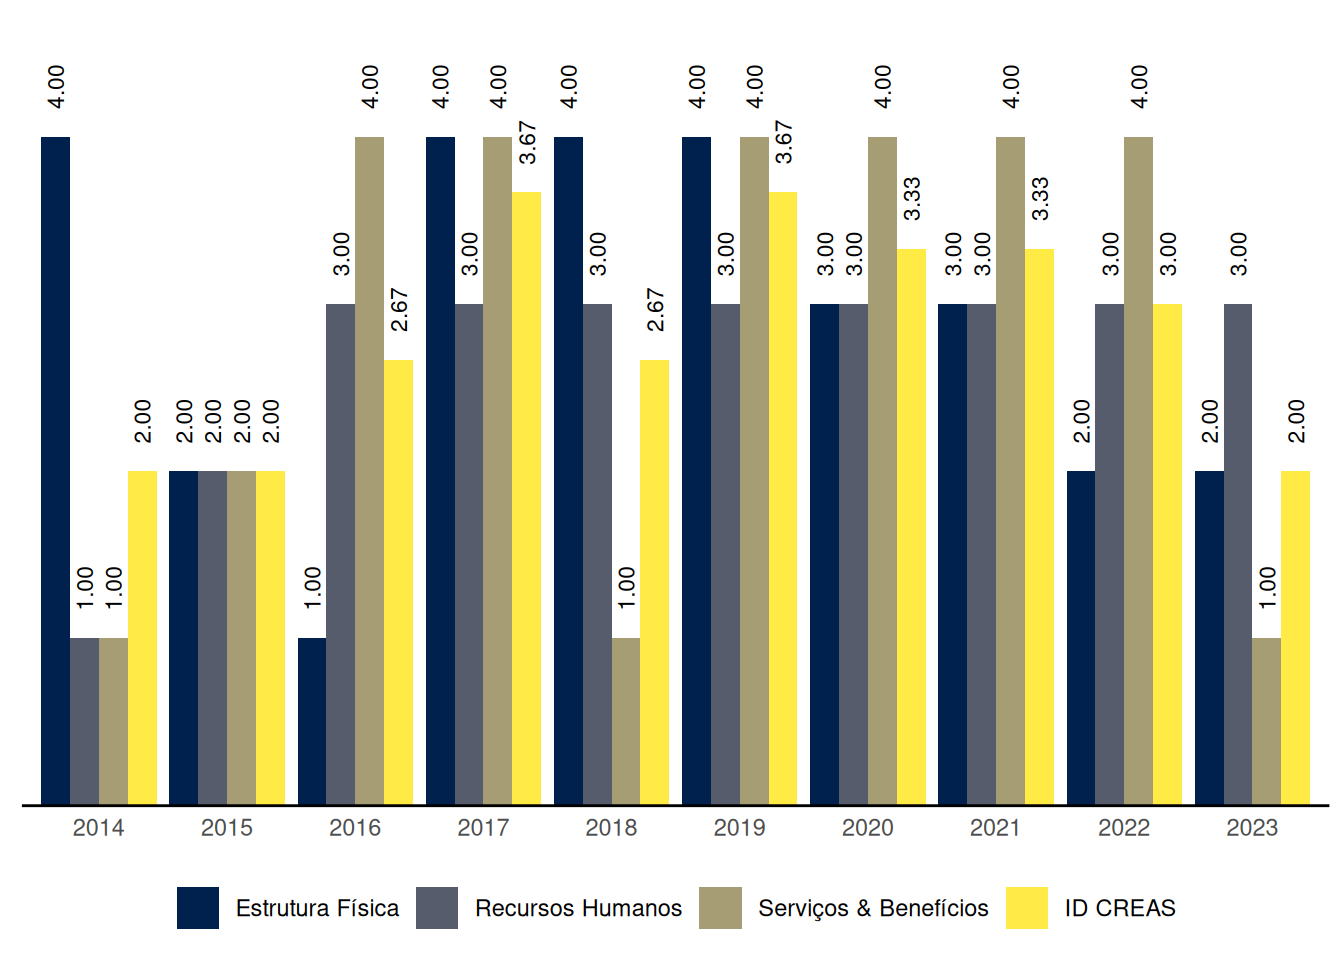 4.00 4.00 4.00 4.00 4.00 4.00 4.00 4.00 4.00 4.00
3.67 3.67
3.33 3.33
3.00 3.00 3.00 3.00 3.00 3.00 3.00 3.00 3.00 3.00 3.00
2.67 2.67
2.00 2.00 2.00 2.00 2.00 2.00 2.00 2.00
1.00 1.00 1.00 1.00 1.00
2014 2015 2016 2017 2018 2019 2020 2021 2022 2023
Estrutura Física Recursos Humanos Serviços & Benefícios ID CREAS